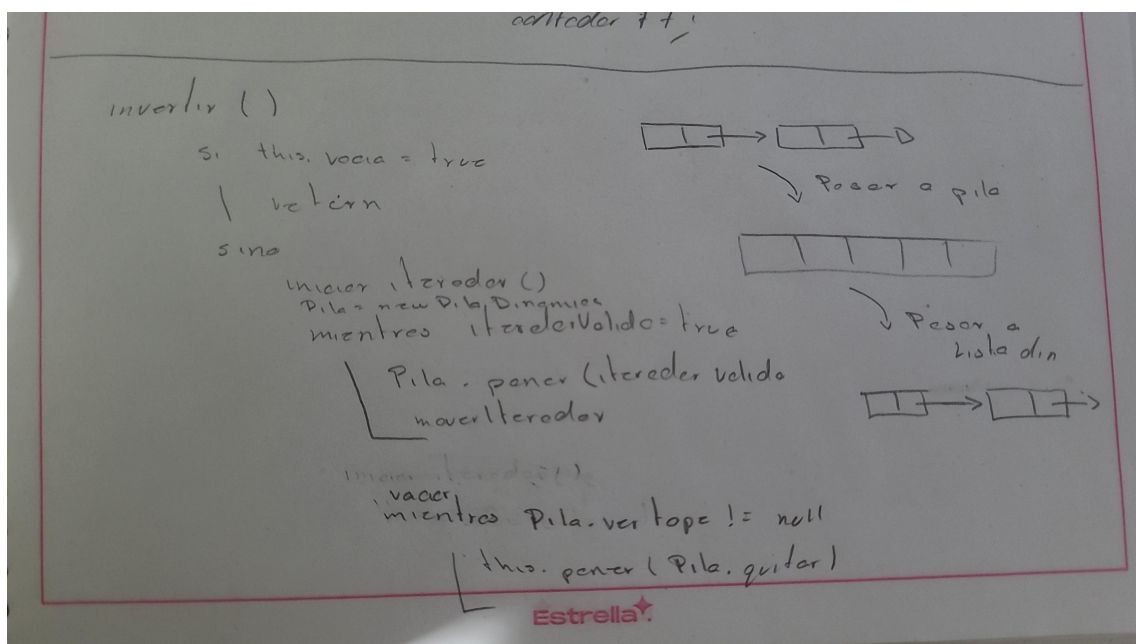 contador ++;
invertir ()
si this. vacia = true
return
sino
iniciar iterador ()
Pila = new Pila Dinamica
mientras iteradorValido = true
Pila. poner (iterador valido
moverIterador
iniciar iterador ()
vaciar
mientras Pila. ver tope != null
this. poner ( Pila. quitar )
Pasar a pila
Pasar a
Lista din
Estrella